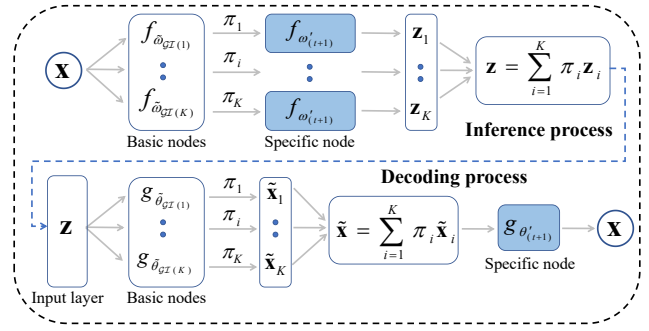 x
f_{ω̃_{𝒢ℐ(1)}}
f_{ω̃_{𝒢ℐ(K)}}
Basic nodes
π_1
π_i
π_K
f_{ω′_{(t+1)}}
f_{ω′_{(t+1)}}
Specific node
z_1
z_K
z = \sum_{i=1}^{K} π_i z_i
Inference process
Decoding process
z
Input layer
g_{θ̃_{𝒢ℐ(1)}}
g_{θ̃_{𝒢ℐ(K)}}
Basic nodes
π_1
π_i
π_K
x̃_1
x̃_K
x̃ = \sum_{i=1}^{K} π_i x̃_i
g_{θ′_{(t+1)}}
Specific node
x